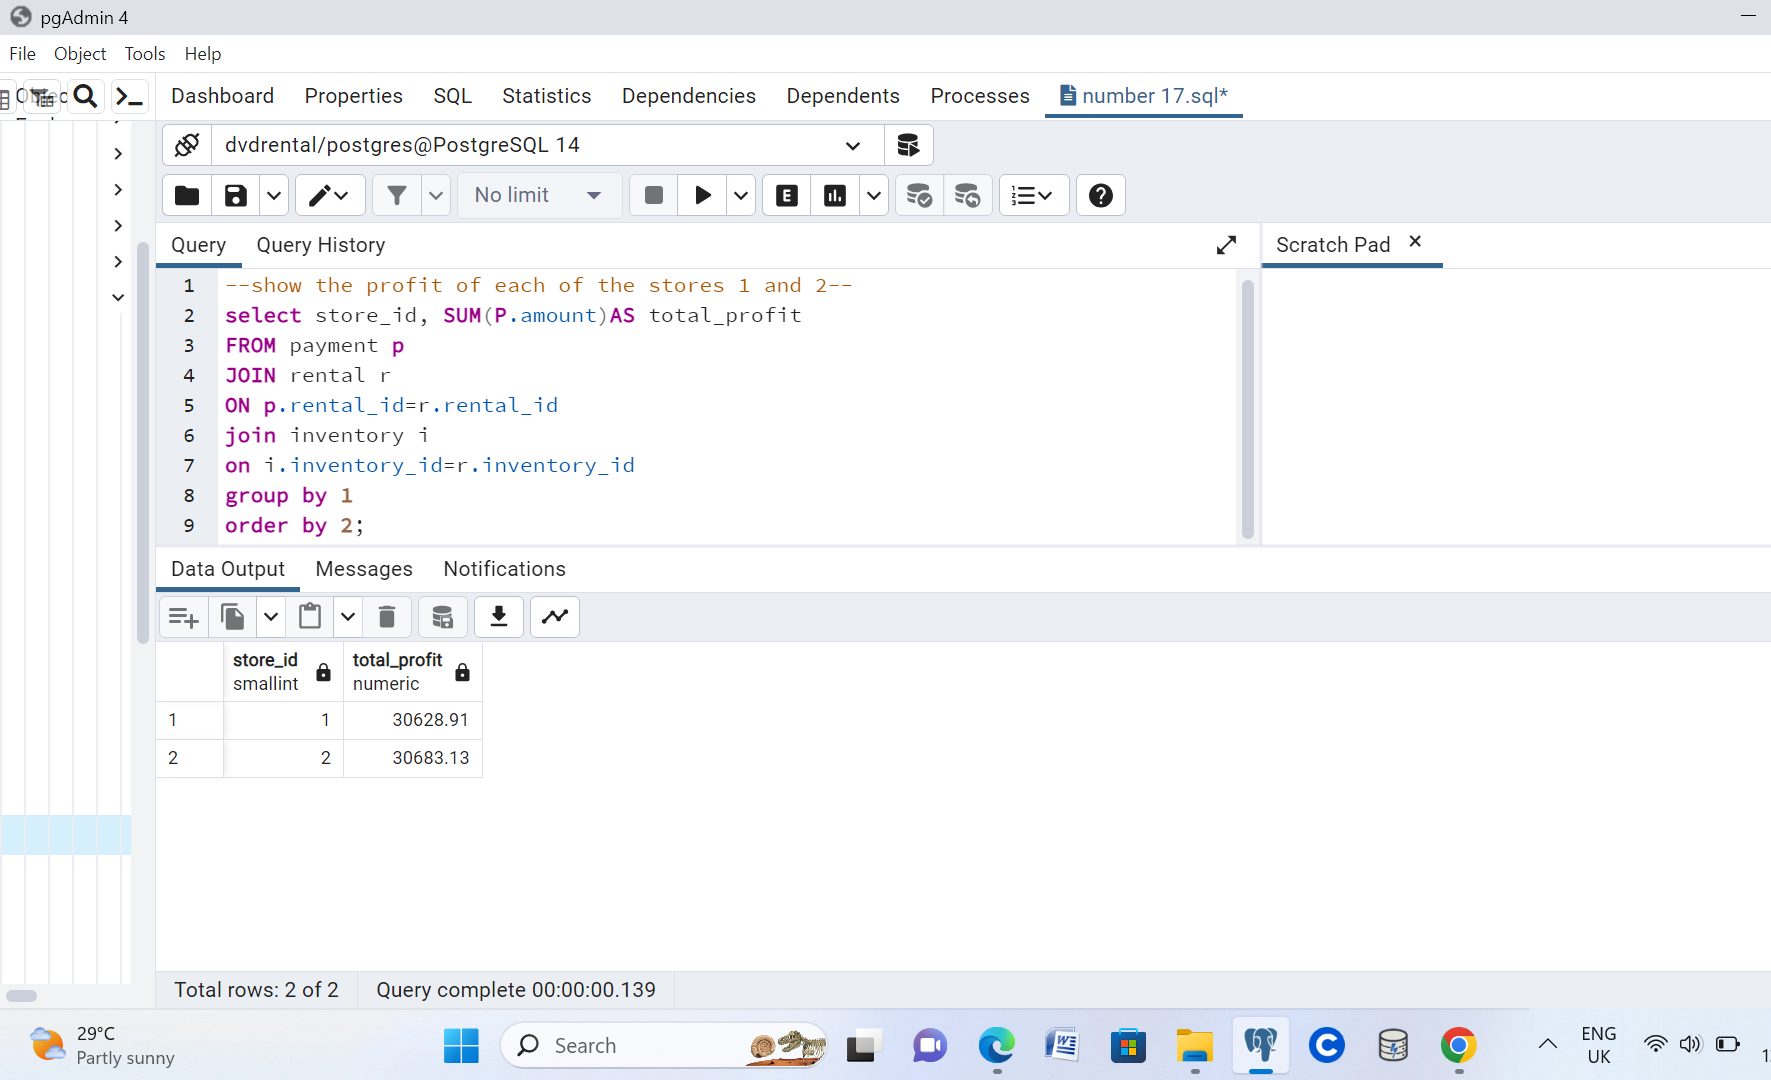 pgAdmin 4
File Object Tools Help
Dashboard Properties SQL Statistics Dependencies Dependents Processes number 17.sql*
dvdrental/postgres@PostgreSQL 14
No limit
Query Query History
Scratch Pad
1 --show the profit of each of the stores 1 and 2--
2 select store_id, SUM(P.amount)AS total_profit
3 FROM payment p
4 JOIN rental r
5 ON p.rental_id=r.rental_id
6 join inventory i
7 on i.inventory_id=r.inventory_id
8 group by 1
9 order by 2;
Data Output Messages Notifications
store_id total_profit
smallint numeric
1 1 30628.91
2 2 30683.13
Total rows: 2 of 2 Query complete 00:00:00.139
29°C
Partly sunny
Search
ENG
UK